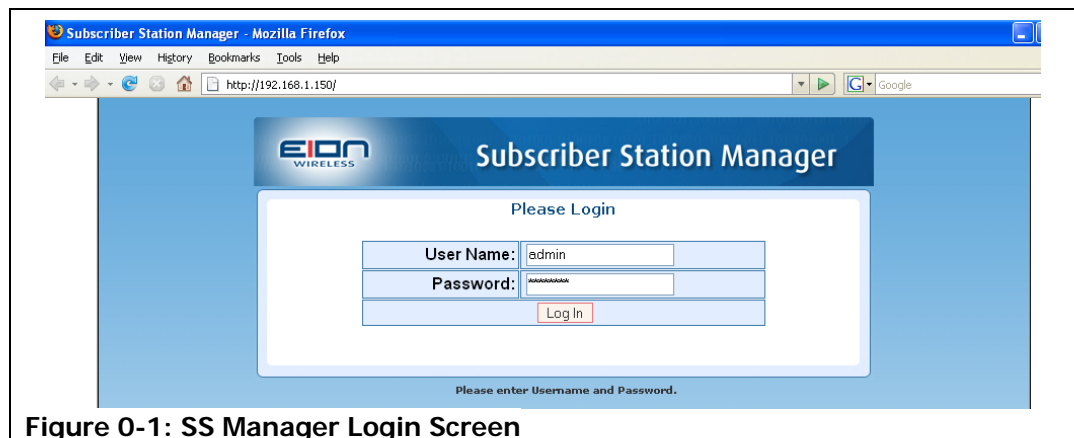 Subscriber Station Manager - Mozilla Firefox
File Edit View History Bookmarks Tools Help
http://192.168.1.150/
G Google
EION
WIRELESS
Subscriber Station Manager
Please Login
User Name: admin
Password: ********
Log In
Please enter Username and Password.
Figure 0-1: SS Manager Login Screen